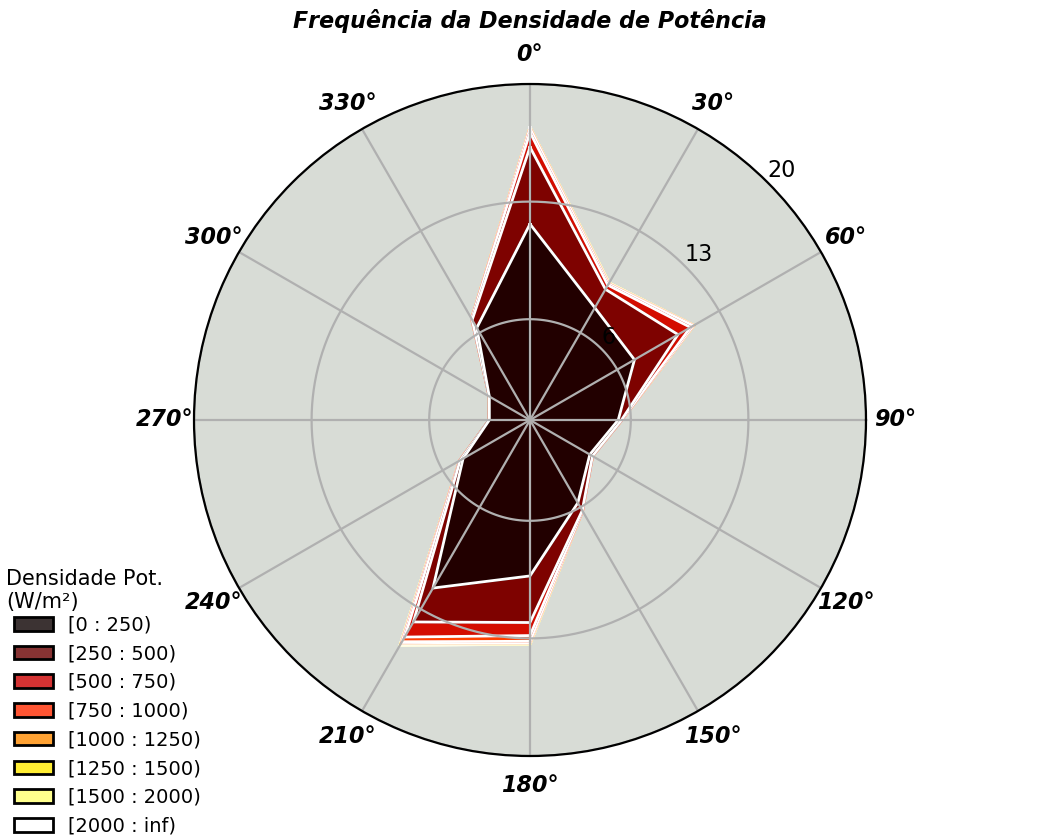 Frequência da Densidade de Potência
0°
330°
30°
20
300°
60°
13
6
270°
90°
Densidade Pot.
(W/m²)
240°
120°
[0 : 250)
[250 : 500)
[500 : 750)
[750 : 1000)
210°
150°
[1000 : 1250)
[1250 : 1500)
180°
[1500 : 2000)
[2000 : inf)